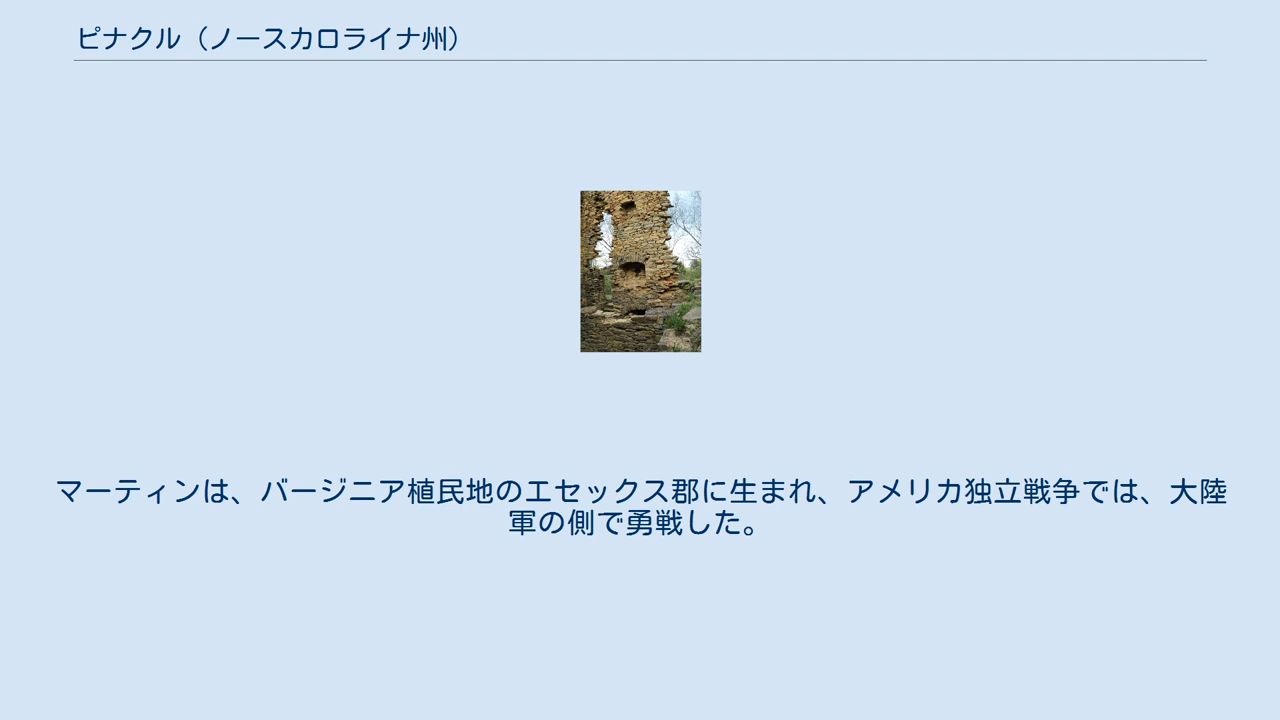 ピナクル（ノースカロライナ州）
マーティンは、バージニア植民地のエセックス郡に生まれ、アメリカ独立戦争では、大陸
軍の側で勇戦した。